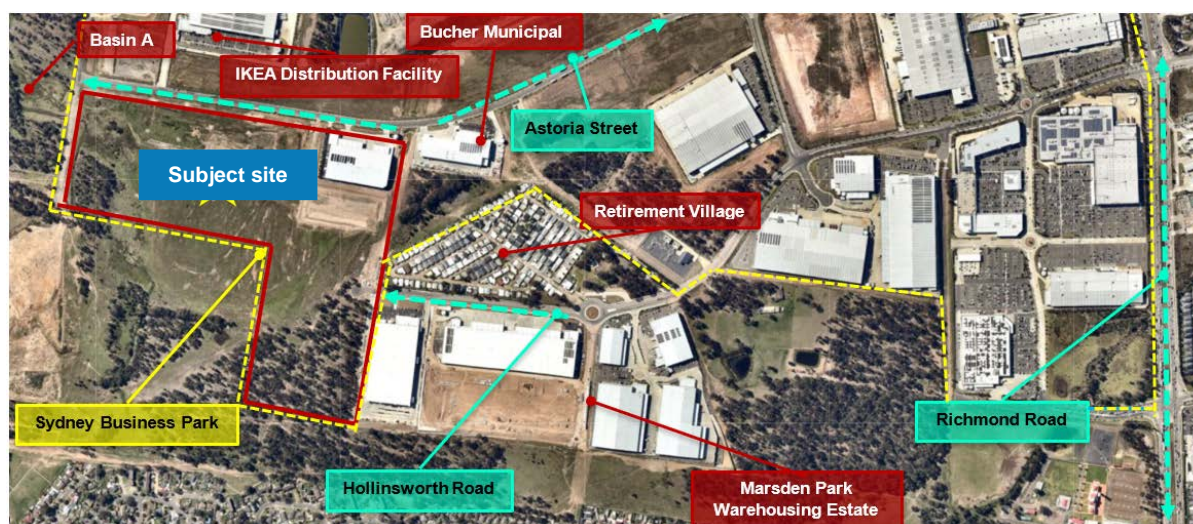 Basin A
Bucher Municipal
IKEA Distribution Facility
Astoria Street
Subject site
Retirement Village
Sydney Business Park
Richmond Road
Hollinsworth Road
Marsden Park
Warehousing Estate